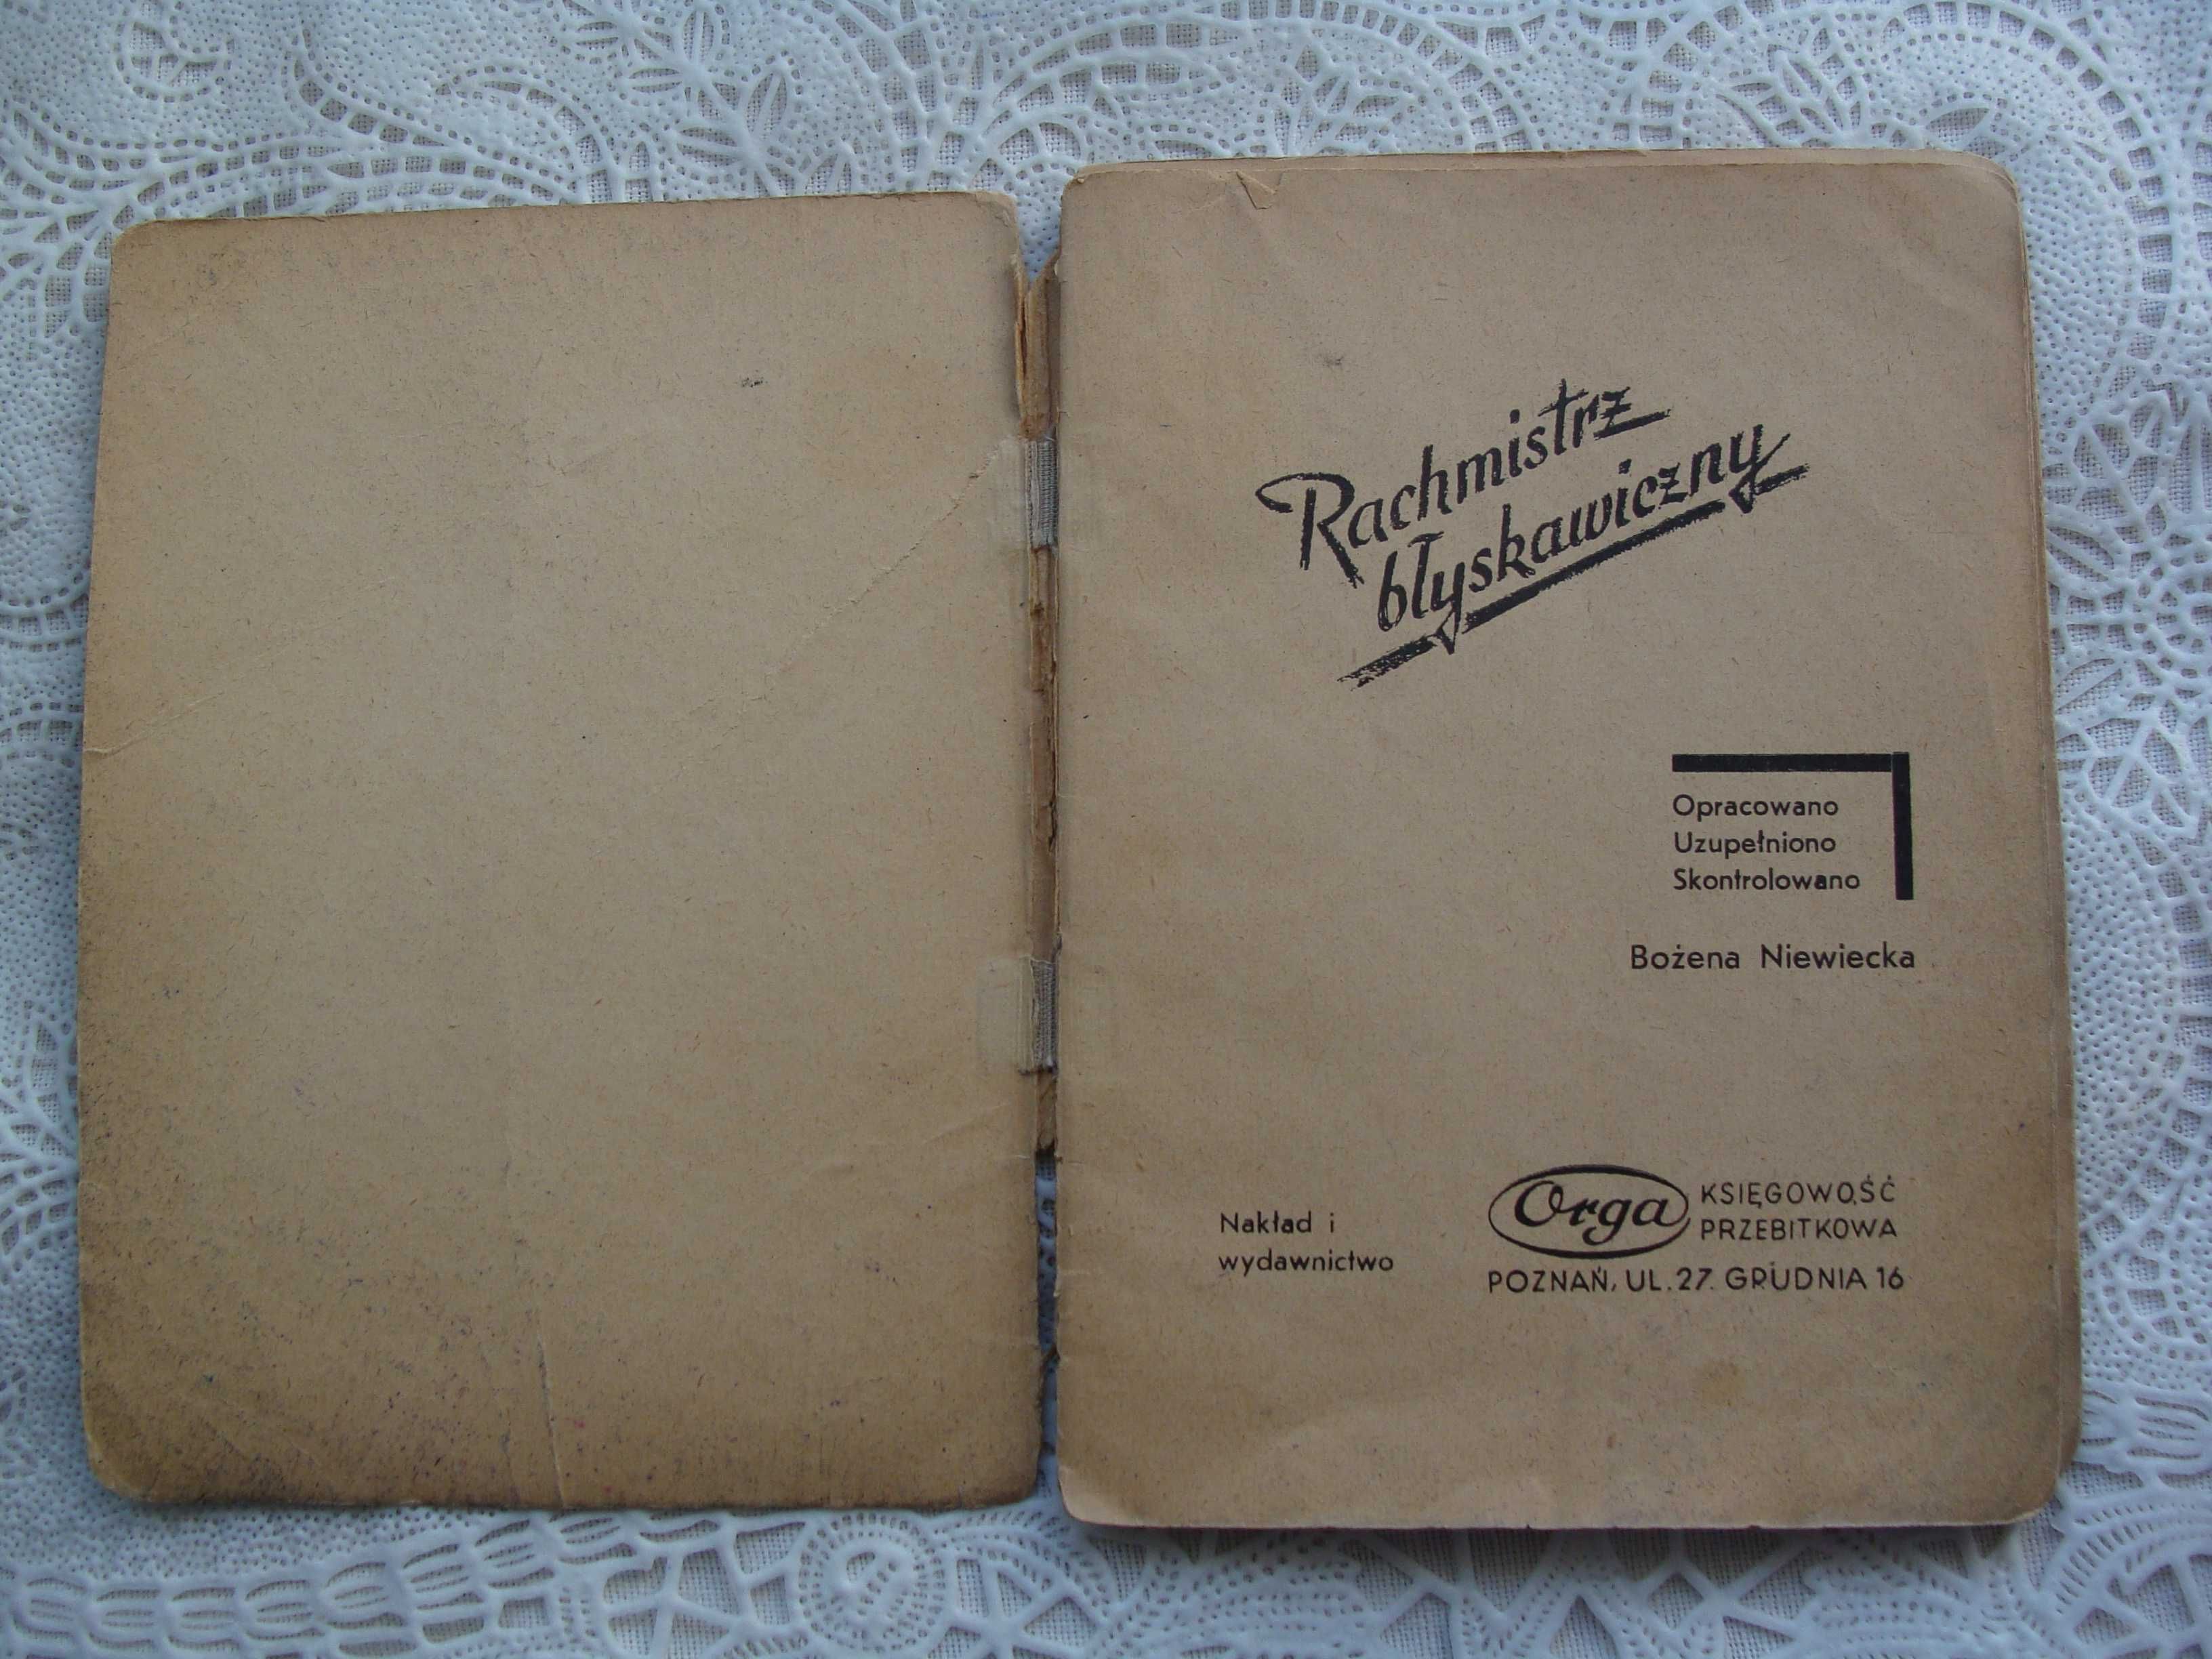 Rachmistrz
błyskawiczny
Opracowano
Uzupełniono
Skontrolowano
Bożena Niewiecka
Nakład i
wydawnictwo
Orga
KSIĘGOWOŚĆ
PRZEBITKOWA
POZNAŃ, UL. 27. GRUDNIA 16